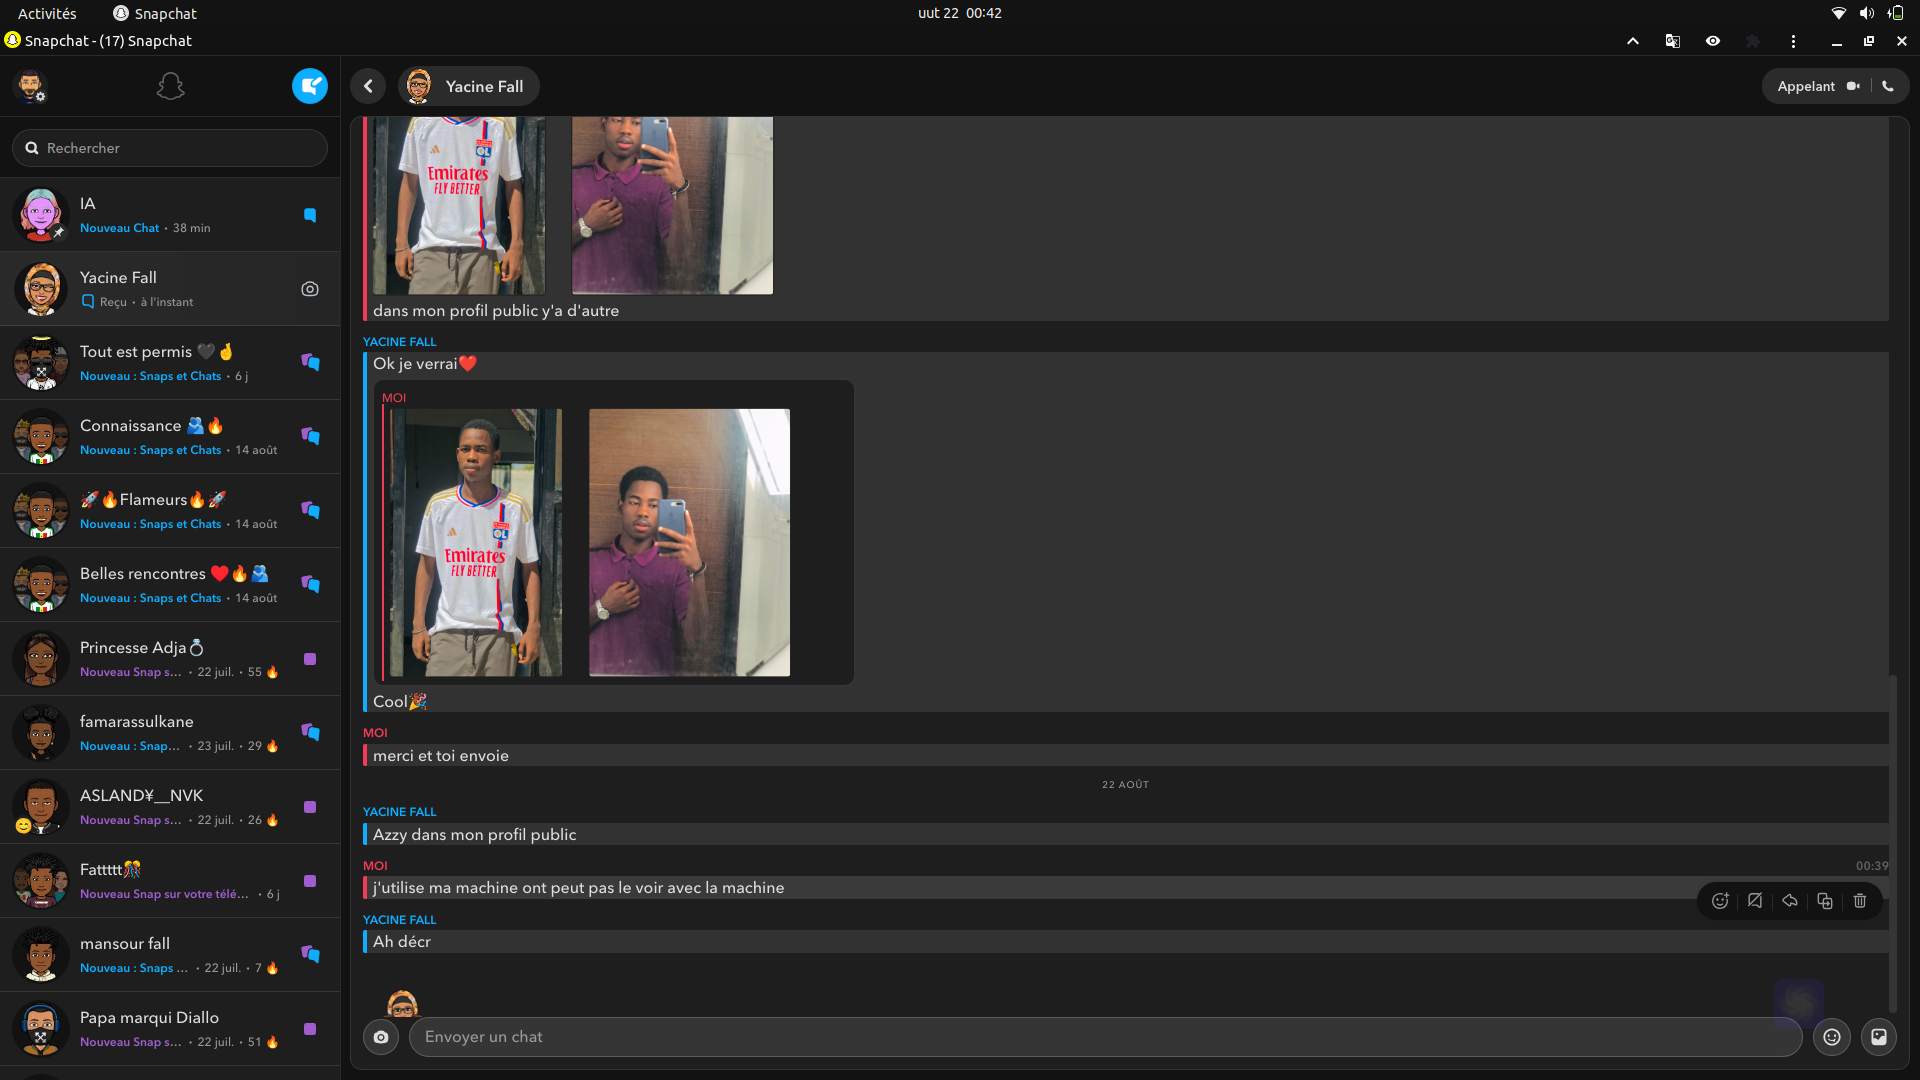 Activités
Snapchat
uut 22 00:42
Snapchat - (17) Snapchat
Rechercher
IA
Nouveau Chat · 38 min
Yacine Fall
Reçu · à l'instant
Tout est permis 🖤🤞
Nouveau : Snaps et Chats · 6 j
Connaissance 🫂🔥
Nouveau : Snaps et Chats · 14 août
🚀🔥Flameurs🔥🚀
Nouveau : Snaps et Chats · 14 août
Belles rencontres ❤️🔥🫂
Nouveau : Snaps et Chats · 14 août
Princesse Adja💍
Nouveau Snap s... · 22 juil. · 55 🔥
famarassulkane
Nouveau : Snap... · 23 juil. · 29 🔥
ASLAND¥__NVK
Nouveau Snap s... · 22 juil. · 26 🔥
Fattttt🎊
Nouveau Snap sur votre télé... · 6 j
mansour fall
Nouveau : Snaps ... · 22 juil. · 7 🔥
Papa marqui Diallo
Nouveau Snap s... · 22 juil. · 51 🔥
Yacine Fall
Appelant
OL
Emirates
FLY BETTER
dans mon profil public y'a d'autre
YACINE FALL
Ok je verrai❤️
MOI
OL
Emirates
FLY BETTER
Cool🎉
MOI
merci et toi envoie
22 AOÛT
YACINE FALL
Azzy dans mon profil public
MOI
00:39
j'utilise ma machine ont peut pas le voir avec la machine
YACINE FALL
Ah décr
Envoyer un chat